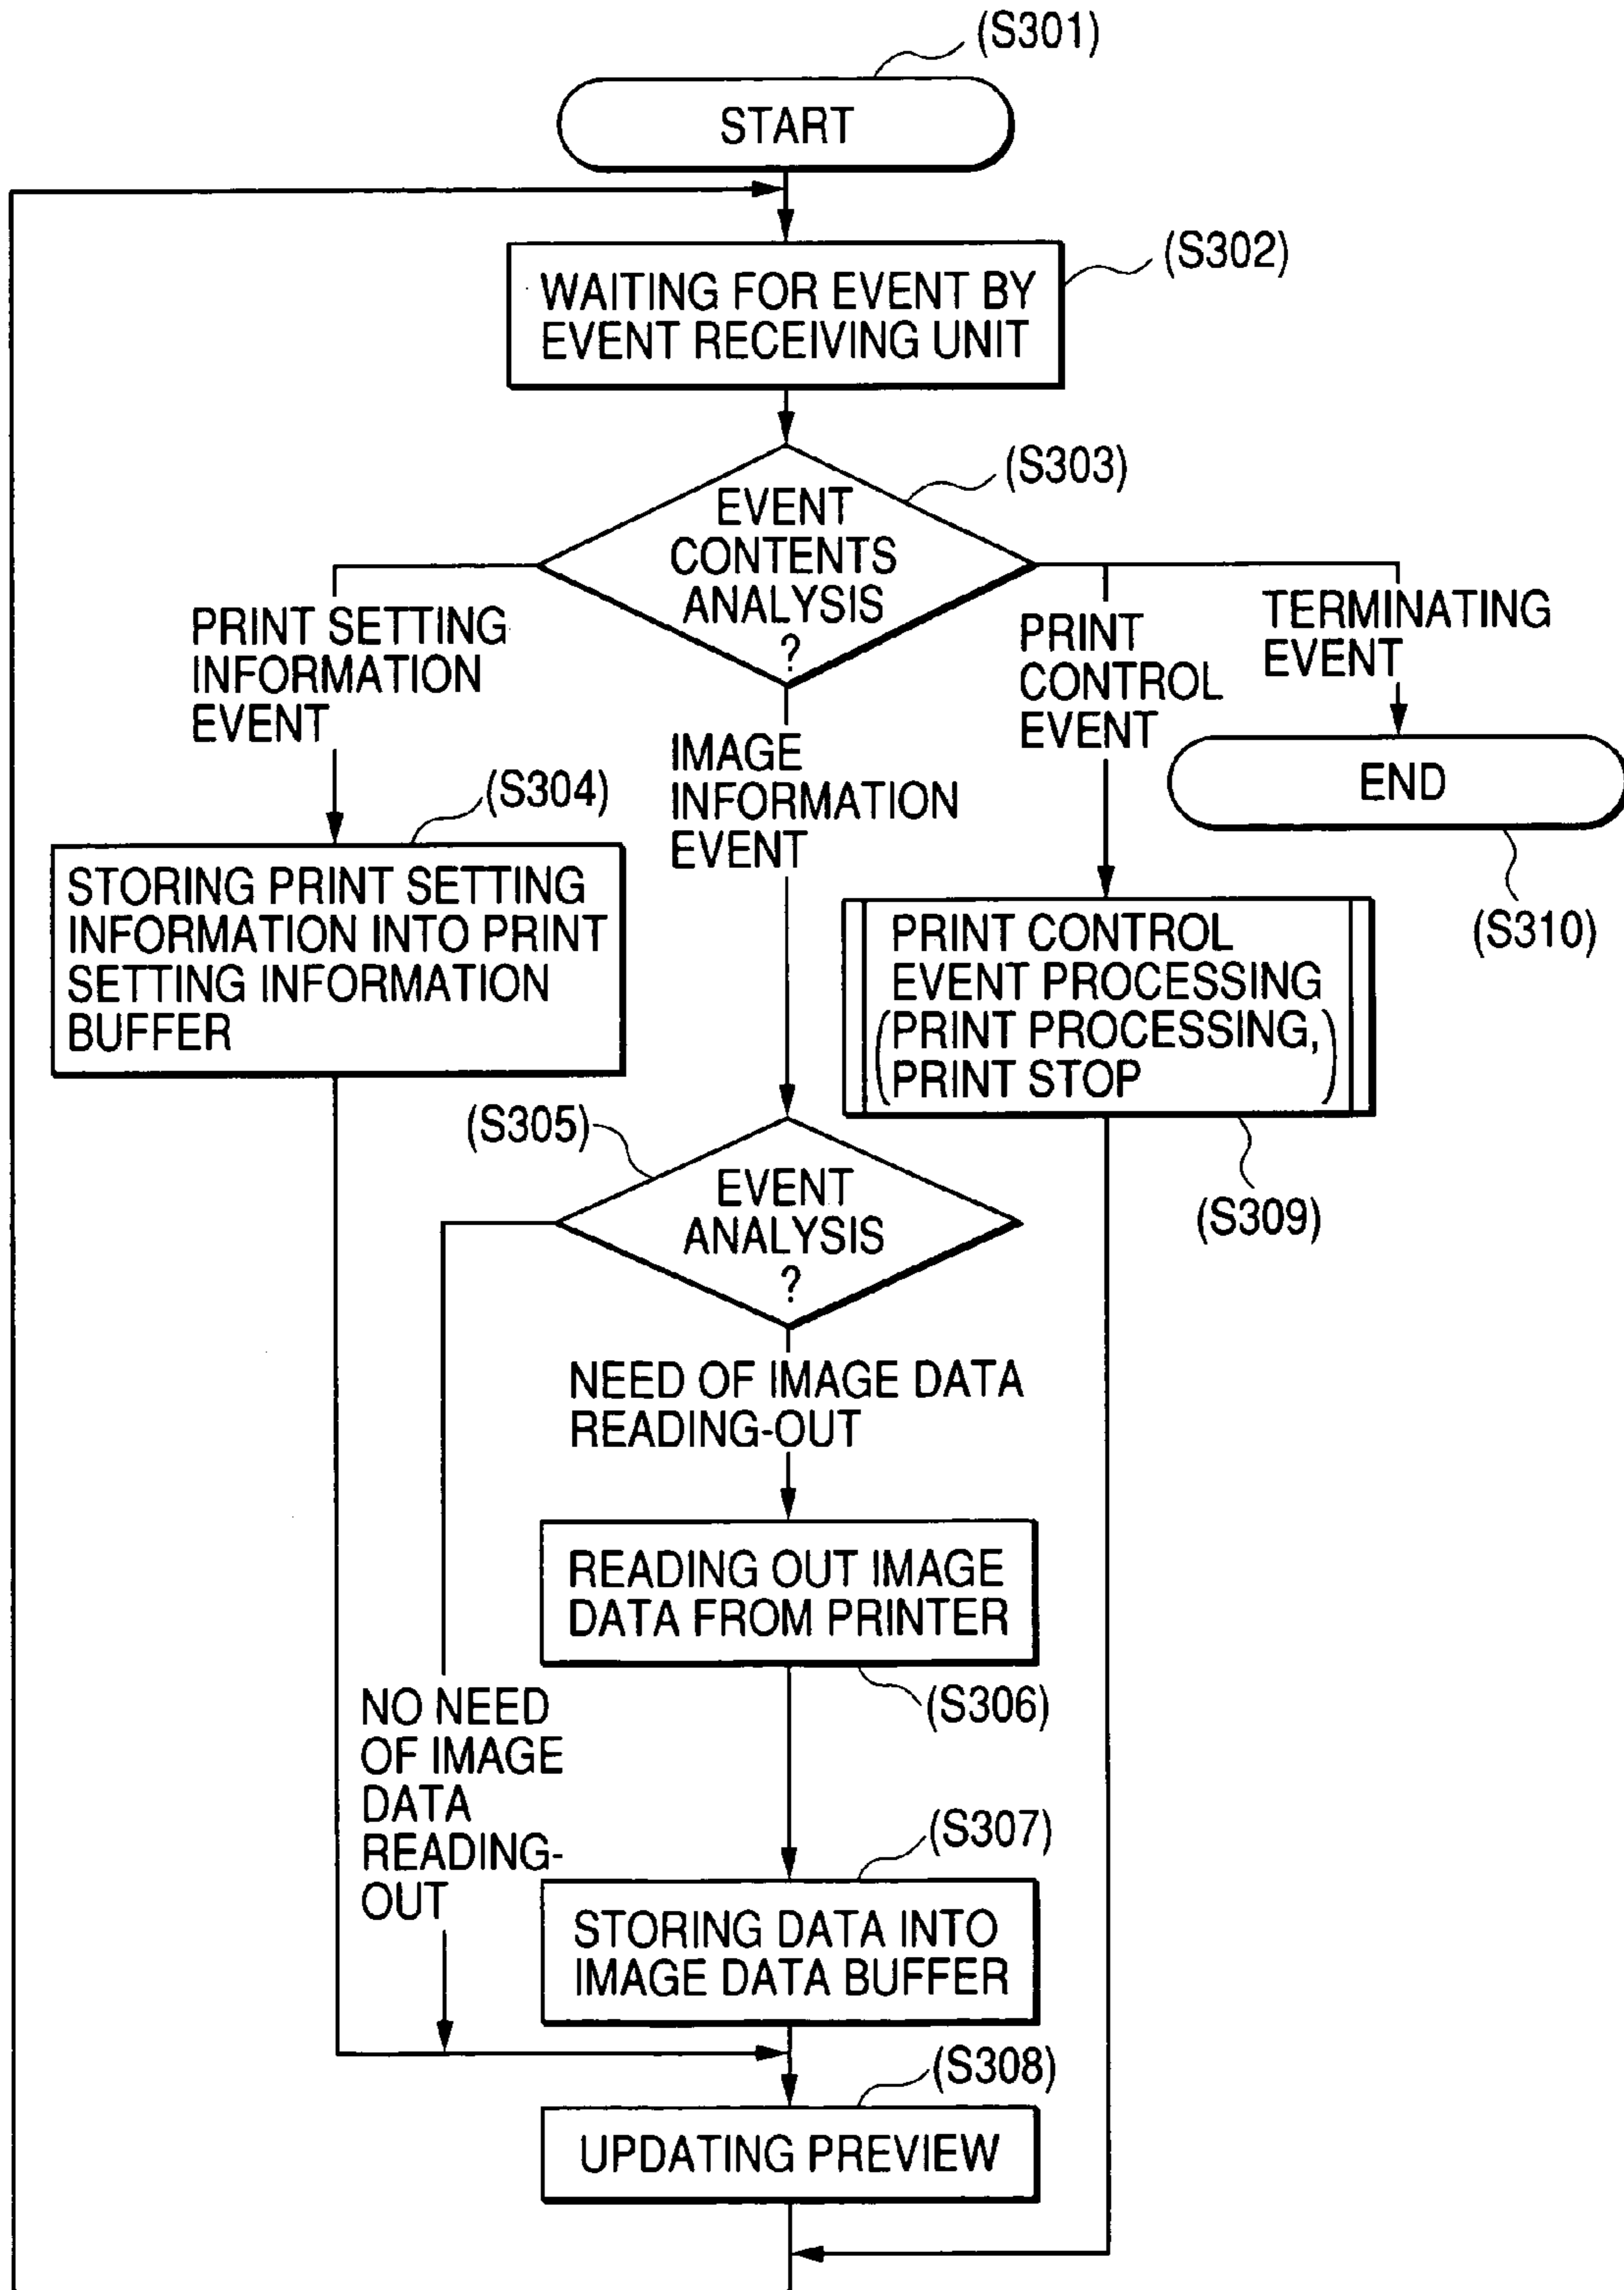 (S301)
START
(S302)
WAITING FOR EVENT BY
EVENT RECEIVING UNIT
(S303)
EVENT
CONTENTS
ANALYSIS
?
PRINT SETTING
INFORMATION
EVENT
IMAGE
INFORMATION
EVENT
PRINT
CONTROL
EVENT
TERMINATING
EVENT
END
(S310)
(S304)
STORING PRINT SETTING
INFORMATION INTO PRINT
SETTING INFORMATION
BUFFER
PRINT CONTROL
EVENT PROCESSING
(PRINT PROCESSING,
PRINT STOP)
(S309)
(S305)
EVENT
ANALYSIS
?
NEED OF IMAGE DATA
READING-OUT
READING OUT IMAGE
DATA FROM PRINTER
(S306)
NO NEED
OF IMAGE
DATA
READING-
OUT
(S307)
STORING DATA INTO
IMAGE DATA BUFFER
(S308)
UPDATING PREVIEW